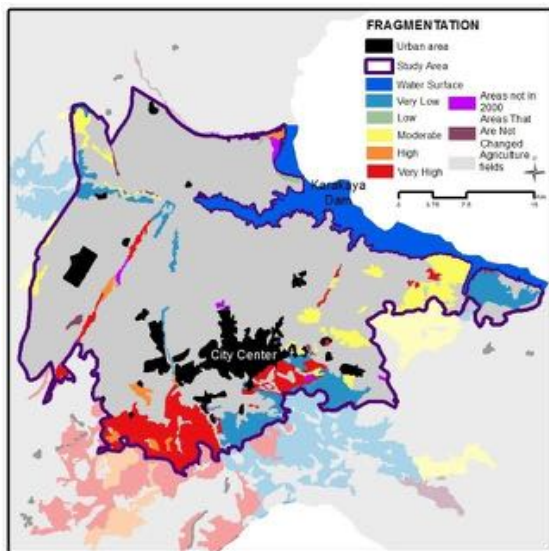 FRAGMENTATION
Urban area
Study Area
Water Surface
Very Low
Low
Moderate
High
Very High
Areas not in
2000
Areas That
Are Not
Changed
Agriculture
fields
Karakaya
Dam
City Center